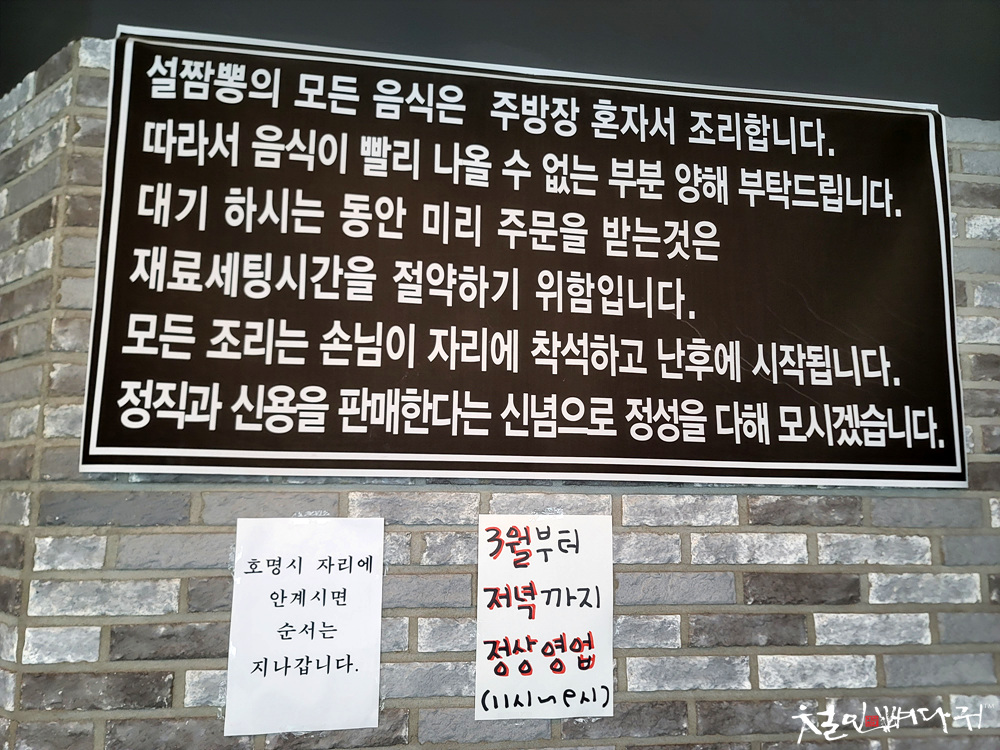 설짬뽕의 모든 음식은 주방장 혼자서 조리합니다.
따라서 음식이 빨리 나올 수 없는 부분 양해 부탁드립니다.
대기 하시는 동안 미리 주문을 받는것은
재료세팅시간을 절약하기 위함입니다.
모든 조리는 손님이 자리에 착석하고 난후에 시작됩니다.
정직과 신용을 판매한다는 신념으로 정성을 다해 모시겠습니다.
호명시 자리에
안계시면
순서는
지나갑니다.
3월부터
저녁까지
정상영업
(11시~9시)